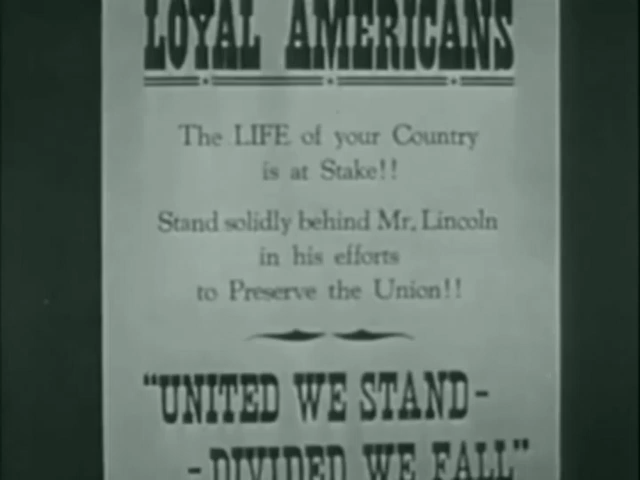 LOYAL AMERICANS
The LIFE of your Country
is at Stake!!
Stand solidly behind Mr. Lincoln
in his efforts
to Preserve the Union!!
"UNITED WE STAND-
- DIVIDED WE FALL"